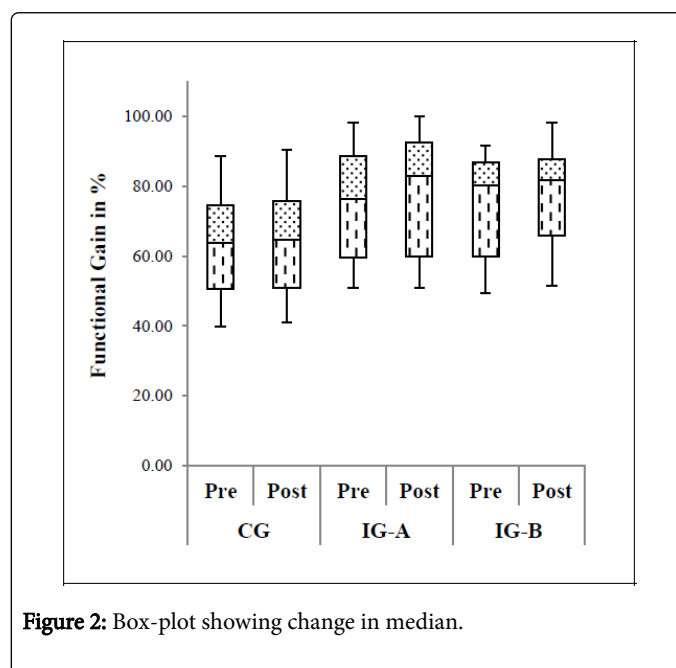 Functional Gain in %
100.00
80.00
60.00
40.00
20.00
0.00
Pre Post Pre Post Pre Post
CG IG-A IG-B
Figure 2: Box-plot showing change in median.